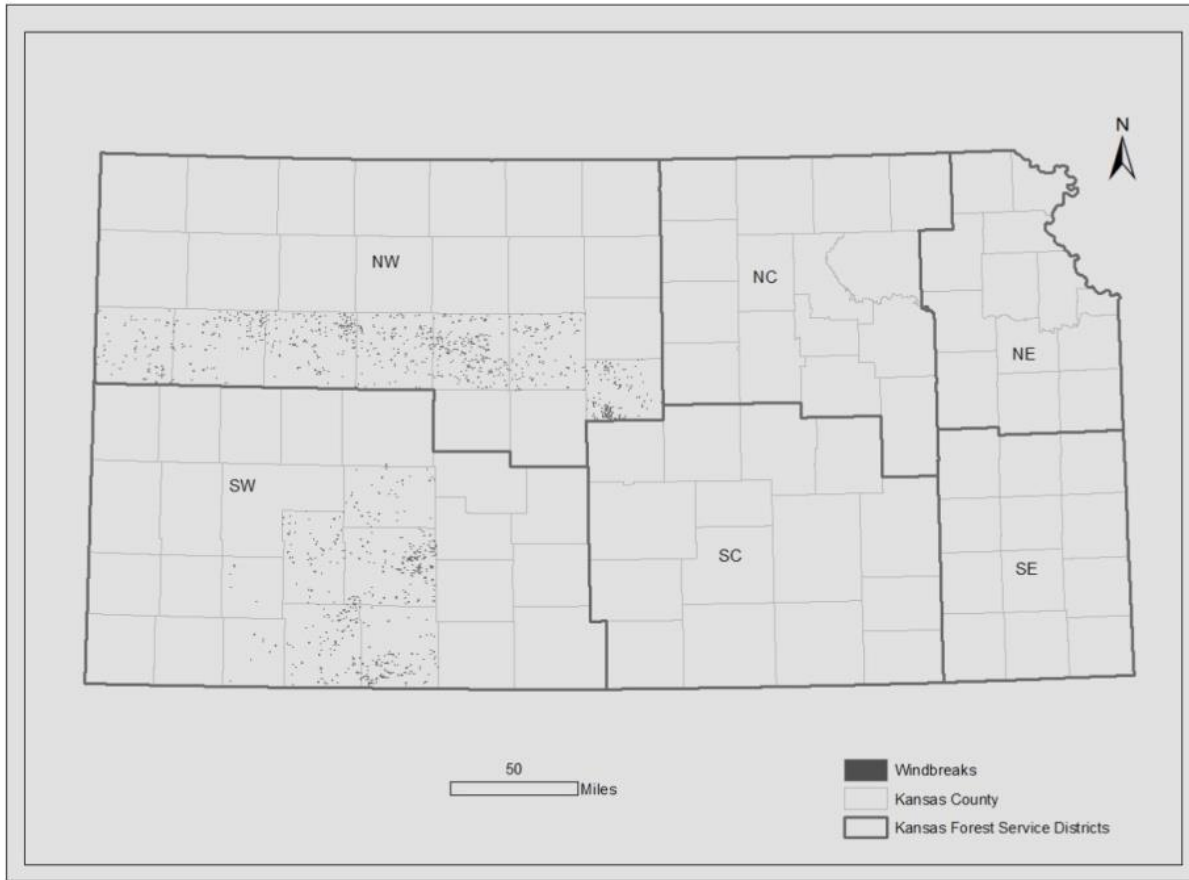 N
NW
NC
NE
SW
SC
SE
50
Miles
Windbreaks
Kansas County
Kansas Forest Service Districts